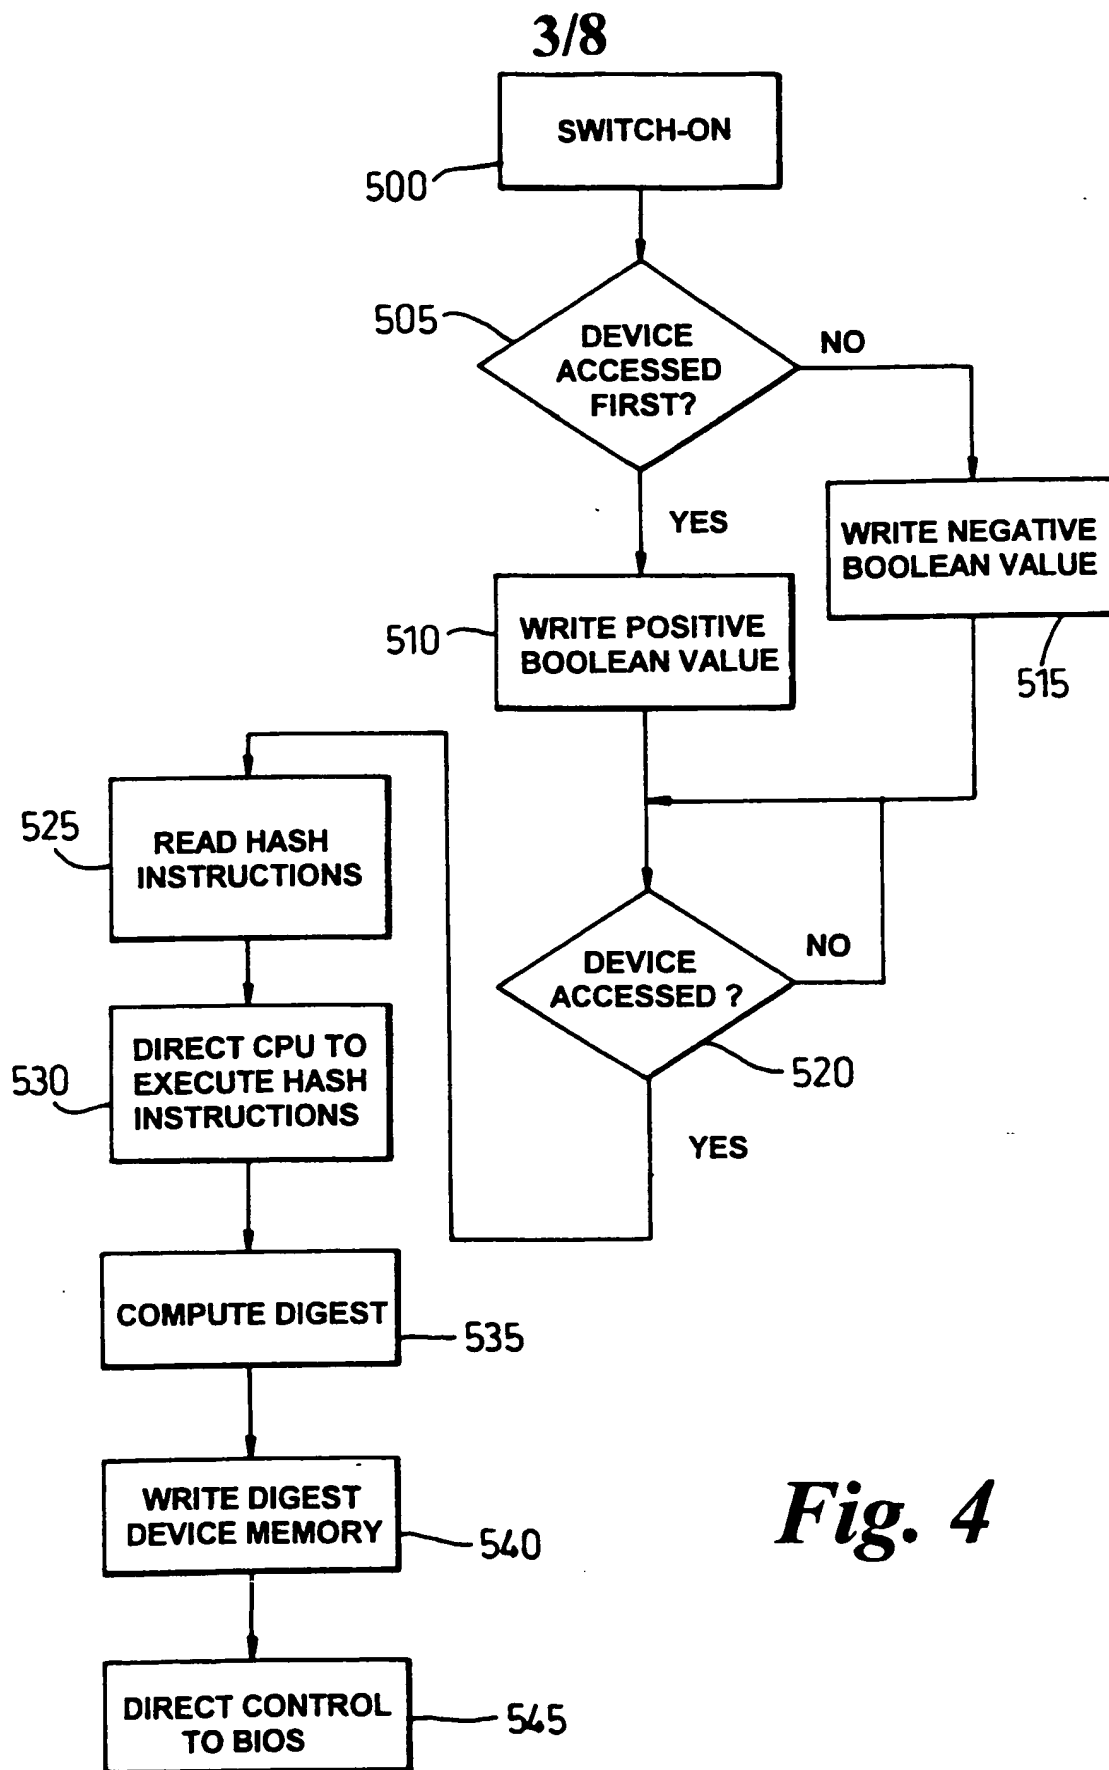 3/8
SWITCH-ON
500
505
DEVICE
ACCESSED
FIRST?
NO
YES
WRITE NEGATIVE
BOOLEAN VALUE
515
510
WRITE POSITIVE
BOOLEAN VALUE
525
READ HASH
INSTRUCTIONS
DEVICE
ACCESSED ?
NO
520
YES
530
DIRECT CPU TO
EXECUTE HASH
INSTRUCTIONS
COMPUTE DIGEST
535
WRITE DIGEST
DEVICE MEMORY
540
DIRECT CONTROL
TO BIOS
545
Fig. 4